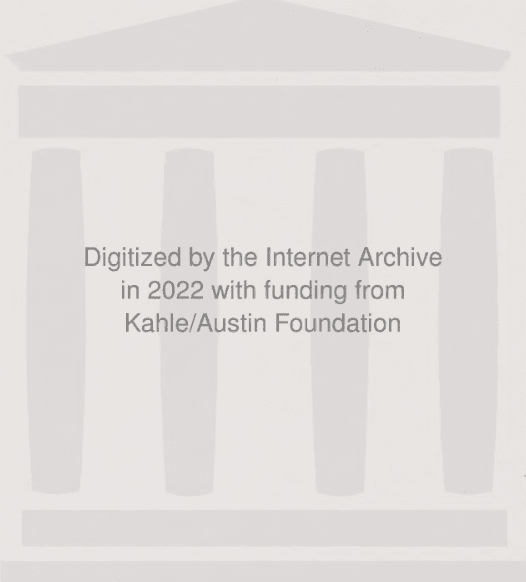 Digitized by the Internet Archive
in 2022 with funding from
Kahle/Austin Foundation